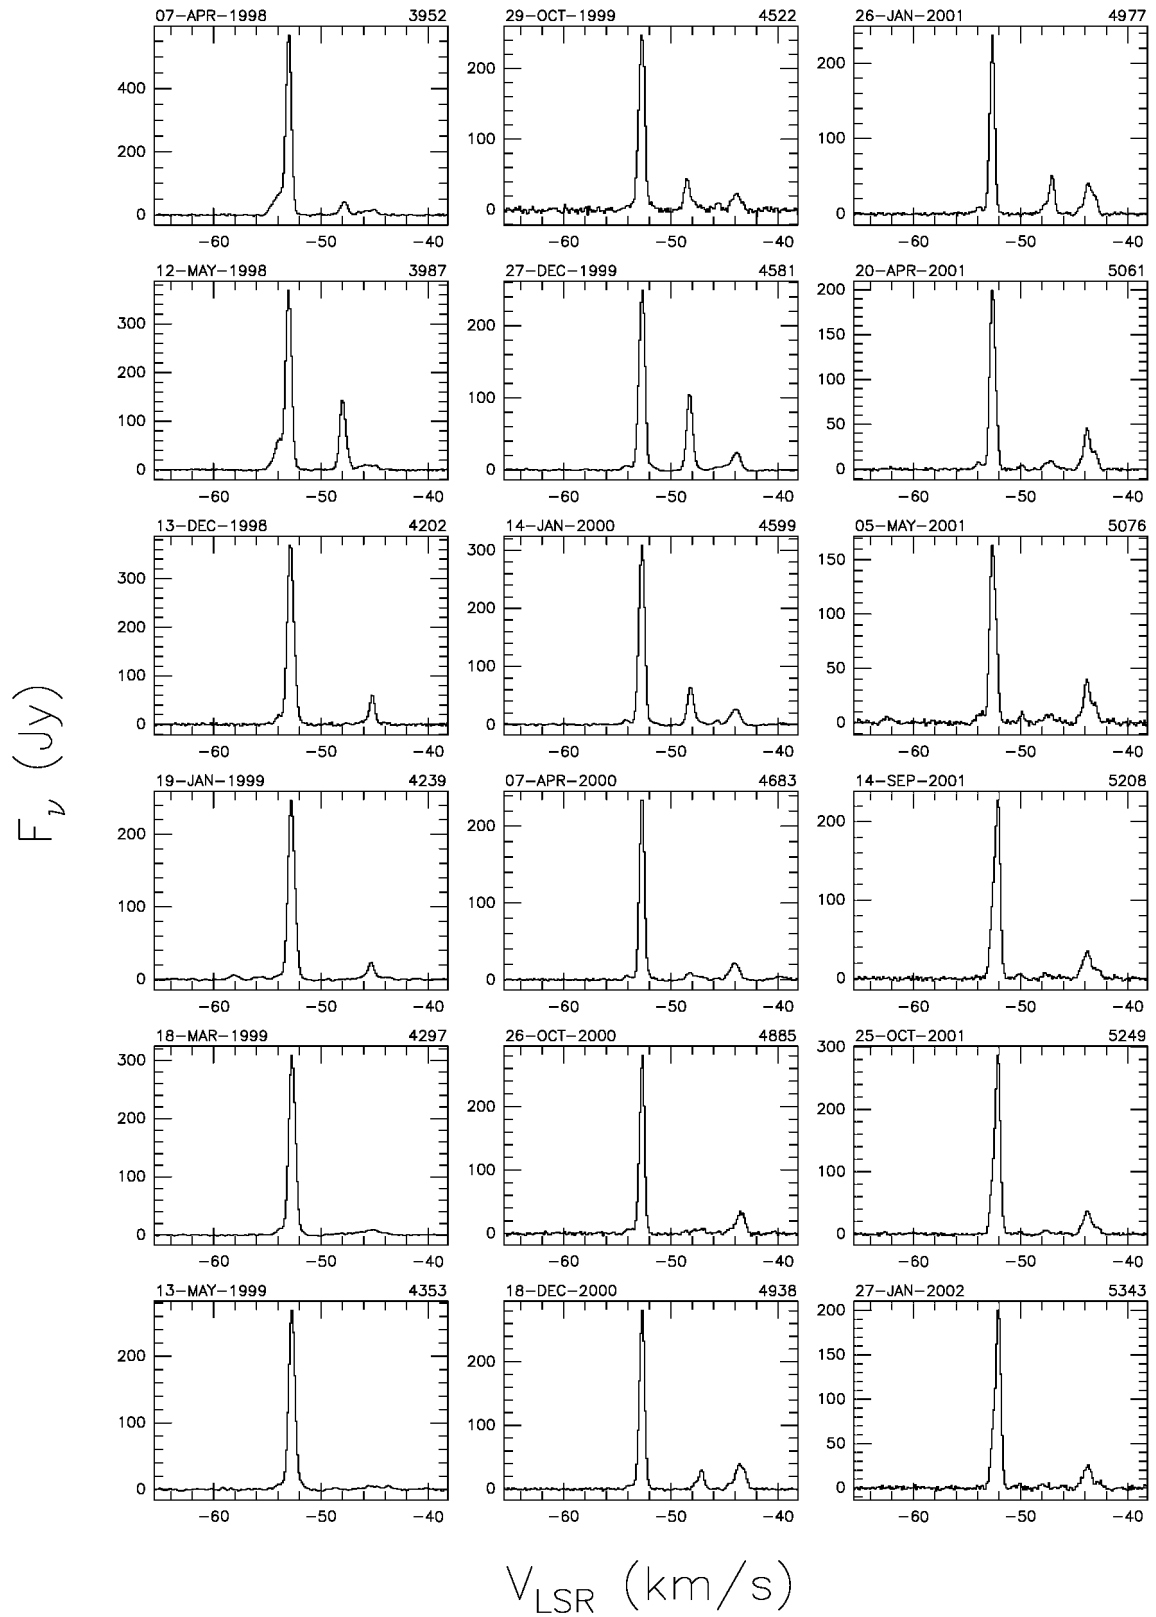 07-APR-1998 3952
400
200
0
-60 -50 -40
29-OCT-1999 4522
200
100
0
-60 -50 -40
26-JAN-2001 4977
200
100
0
-60 -50 -40
12-MAY-1998 3987
300
200
100
0
-60 -50 -40
27-DEC-1999 4581
200
100
0
-60 -50 -40
20-APR-2001 5061
200
150
100
50
0
-60 -50 -40
13-DEC-1998 4202
300
200
100
0
-60 -50 -40
14-JAN-2000 4599
300
200
100
0
-60 -50 -40
05-MAY-2001 5076
150
100
50
0
-60 -50 -40
19-JAN-1999 4239
200
100
0
-60 -50 -40
07-APR-2000 4683
200
100
0
-60 -50 -40
14-SEP-2001 5208
200
100
0
-60 -50 -40
18-MAR-1999 4297
300
200
100
0
-60 -50 -40
26-OCT-2000 4885
200
100
0
-60 -50 -40
25-OCT-2001 5249
300
200
100
0
-60 -50 -40
13-MAY-1999 4353
200
100
0
-60 -50 -40
18-DEC-2000 4938
200
100
0
-60 -50 -40
27-JAN-2002 5343
200
150
100
50
0
-60 -50 -40
Fν (Jy)
VLSR (km/s)